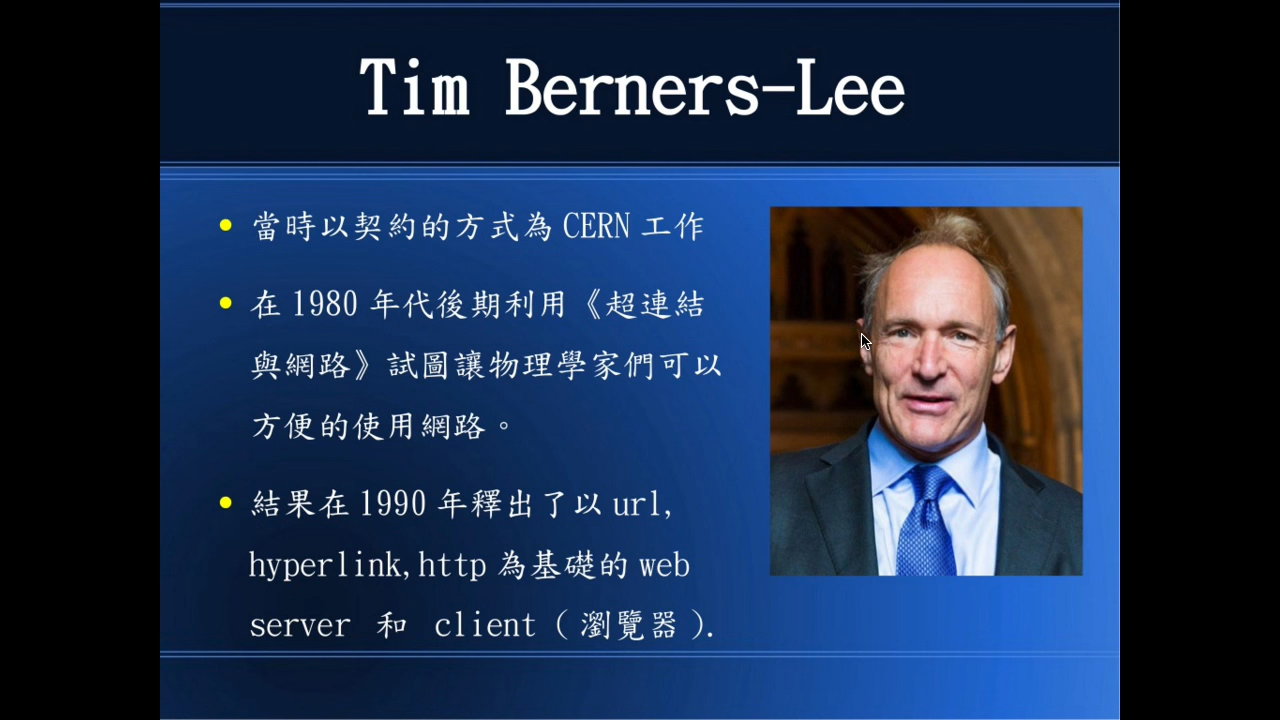 Tim Berners-Lee
當時以契約的方式為 CERN 工作
在 1980 年代後期利用《超連結
與網路》試圖讓物理學家們可以
方便的使用網路。
結果在 1990 年釋出了以 url,
hyperlink,http 為基礎的 web
server 和 client (瀏覽器).